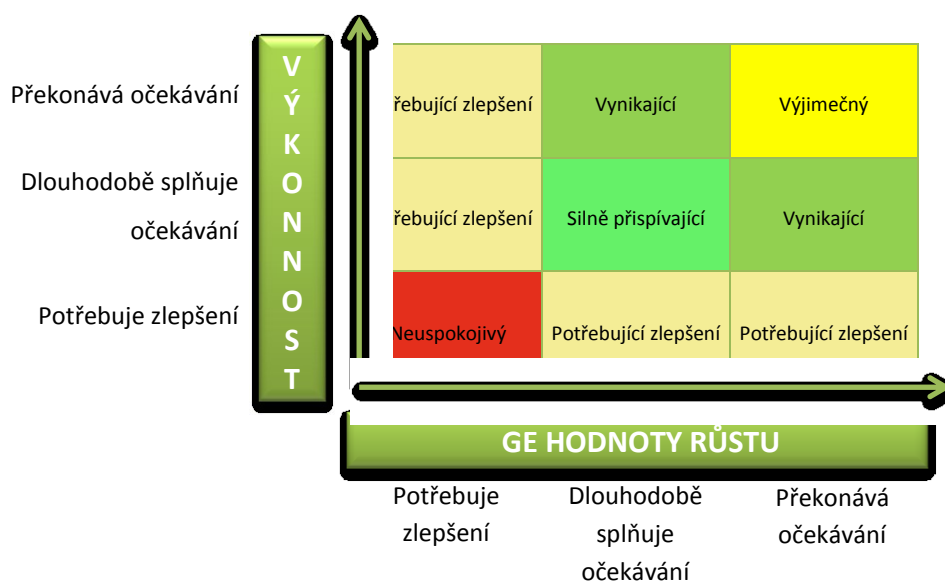 VÝKONNOST
Překonává očekávání
řebující zlepšení
Vynikající
Výjimečný
Dlouhodobě splňuje
očekávání
řebující zlepšení
Silně přispívající
Vynikající
Potřebuje zlepšení
Neuspokojivý
Potřebující zlepšení
Potřebující zlepšení
GE HODNOTY RŮSTU
Potřebuje
zlepšení
Dlouhodobě
splňuje
očekávání
Překonává
očekávání